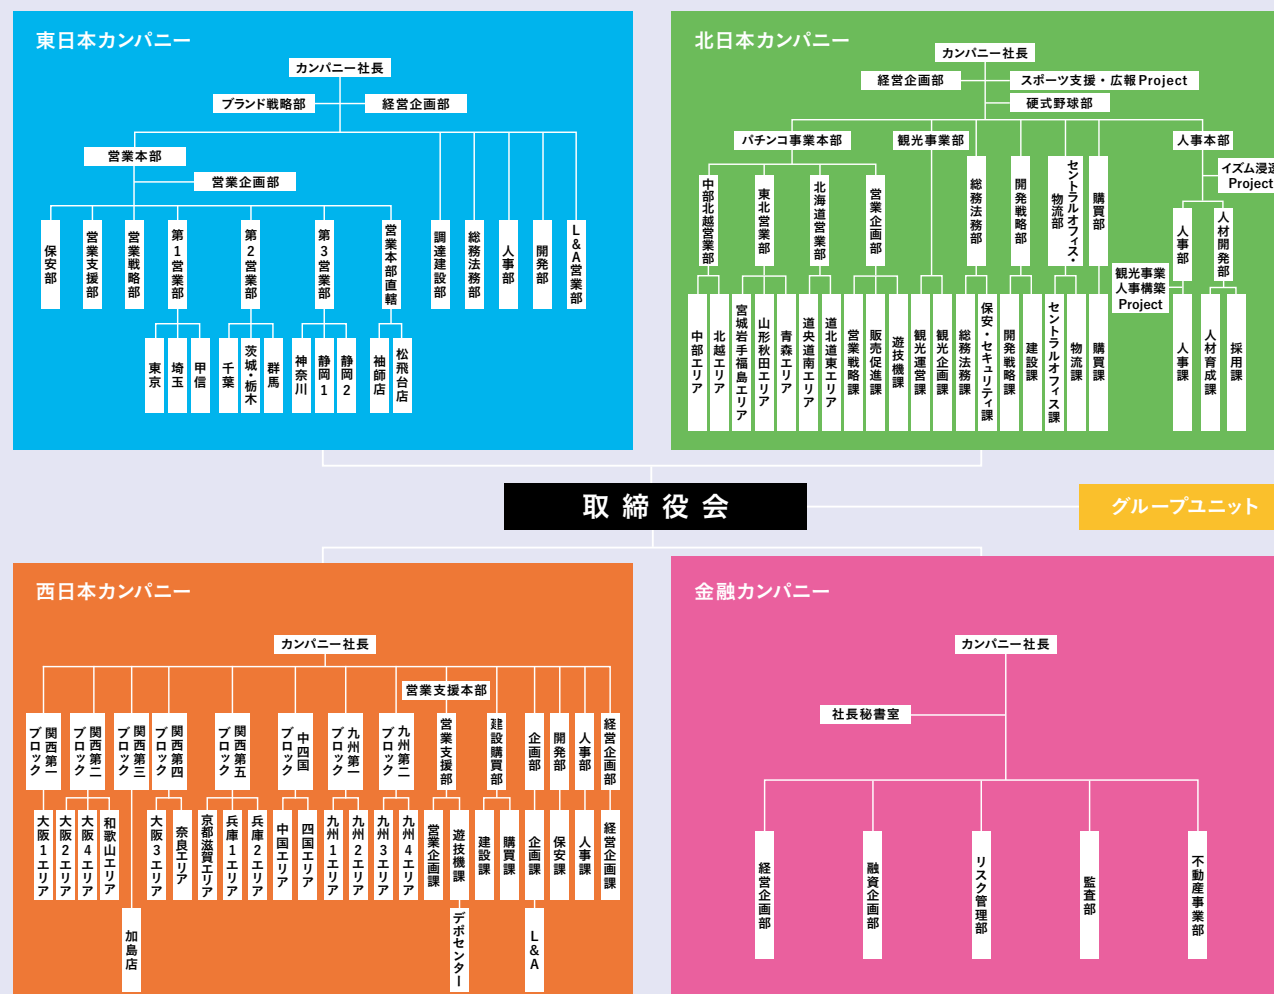 東日本カンパニー
カンパニー社長
ブランド戦略部
経営企画部
営業本部
営業企画部
保安部
営業支援部
営業戦略部
第1営業部
第2営業部
第3営業部
営業本部直轄
調達建設部
総務法務部
人事部
開発部
L&A営業部
東京
埼玉
甲信
千葉
茨城・栃木
群馬
神奈川
静岡1
静岡2
袖師店
松飛台店
北日本カンパニー
カンパニー社長
経営企画部
スポーツ支援・広報Project
硬式野球部
パチンコ事業本部
観光事業部
人事本部
イズム浸透
Project
中部北越営業部
東北営業部
北海道営業部
営業企画部
総務法務部
開発戦略部
セントラルオフィス・
物流部
購買部
人事部
人材開発部
観光事業
人事構築
Project
中部エリア
北越エリア
宮城岩手福島エリア
山形秋田エリア
青森エリア
道央道南エリア
道北道東エリア
営業戦略課
販売促進課
遊技機課
観光運営課
観光企画課
総務法務課
保安・セキュリティ課
開発戦略課
建設課
セントラルオフィス課
物流課
購買課
人事課
人材育成課
採用課
取締役会
グループユニット
西日本カンパニー
カンパニー社長
営業支援本部
関西第一
ブロック
関西第二
ブロック
関西第三
ブロック
関西第四
ブロック
関西第五
ブロック
中四国
ブロック
九州第一
ブロック
九州第二
ブロック
営業支援部
建設購買部
企画部
開発部
人事部
経営企画部
大阪1エリア
大阪2エリア
大阪4エリア
和歌山エリア
大阪3エリア
奈良エリア
京都滋賀エリア
兵庫1エリア
兵庫2エリア
中国エリア
四国エリア
九州1エリア
九州2エリア
九州3エリア
九州4エリア
営業企画課
遊技機課
建設課
購買課
企画課
保安課
人事課
経営企画課
加島店
デポセンター
L&A
金融カンパニー
カンパニー社長
社長秘書室
経営企画部
融資企画部
リスク管理部
監査部
不動産事業部